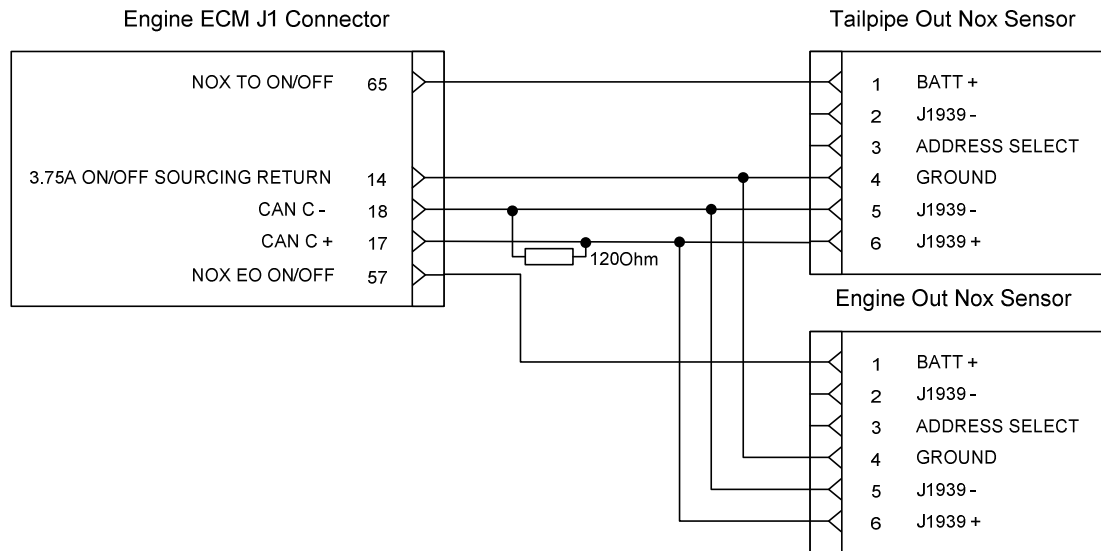 Engine ECM J1 Connector
NOX TO ON/OFF 65
3.75A ON/OFF SOURCING RETURN 14
CAN C - 18
CAN C + 17
NOX EO ON/OFF 57
120Ohm
Tailpipe Out Nox Sensor
1 BATT +
2 J1939 -
3 ADDRESS SELECT
4 GROUND
5 J1939 -
6 J1939 +
Engine Out Nox Sensor
1 BATT +
2 J1939 -
3 ADDRESS SELECT
4 GROUND
5 J1939 -
6 J1939 +